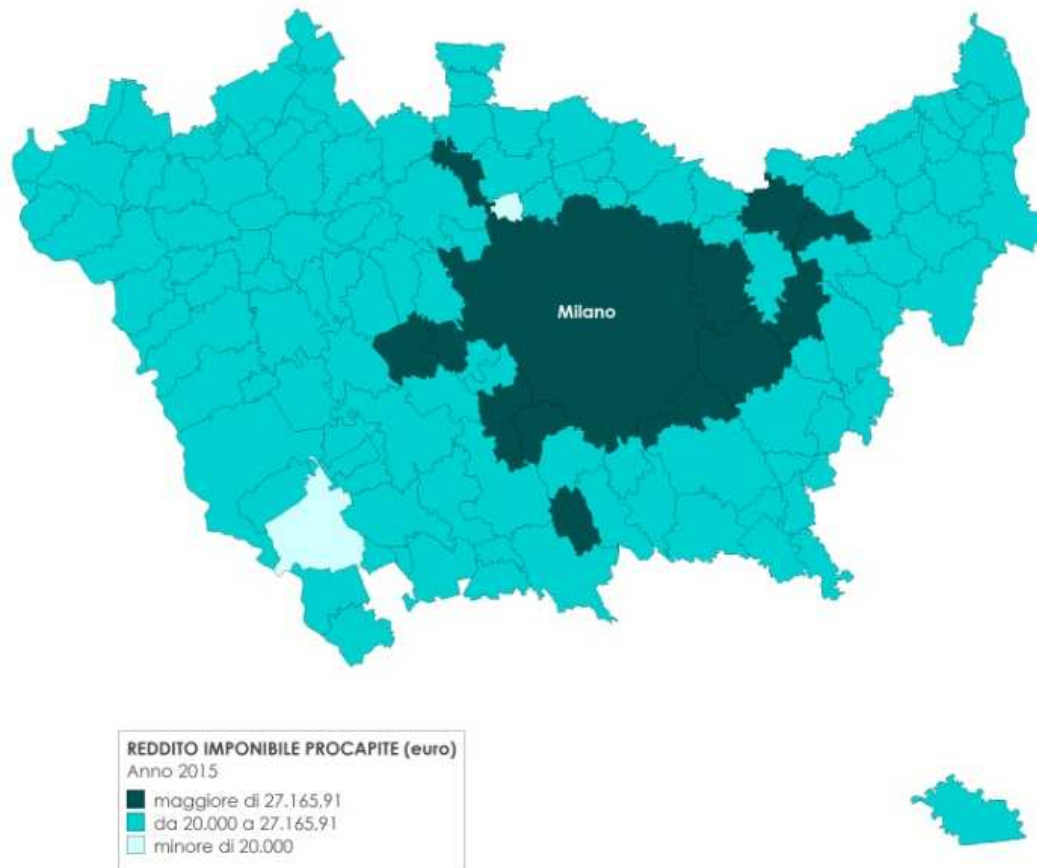 Milano
REDDITO IMPONIBILE PROCAPITE (euro)
Anno 2015
maggiore di 27.165,91
da 20.000 a 27.165,91
minore di 20.000